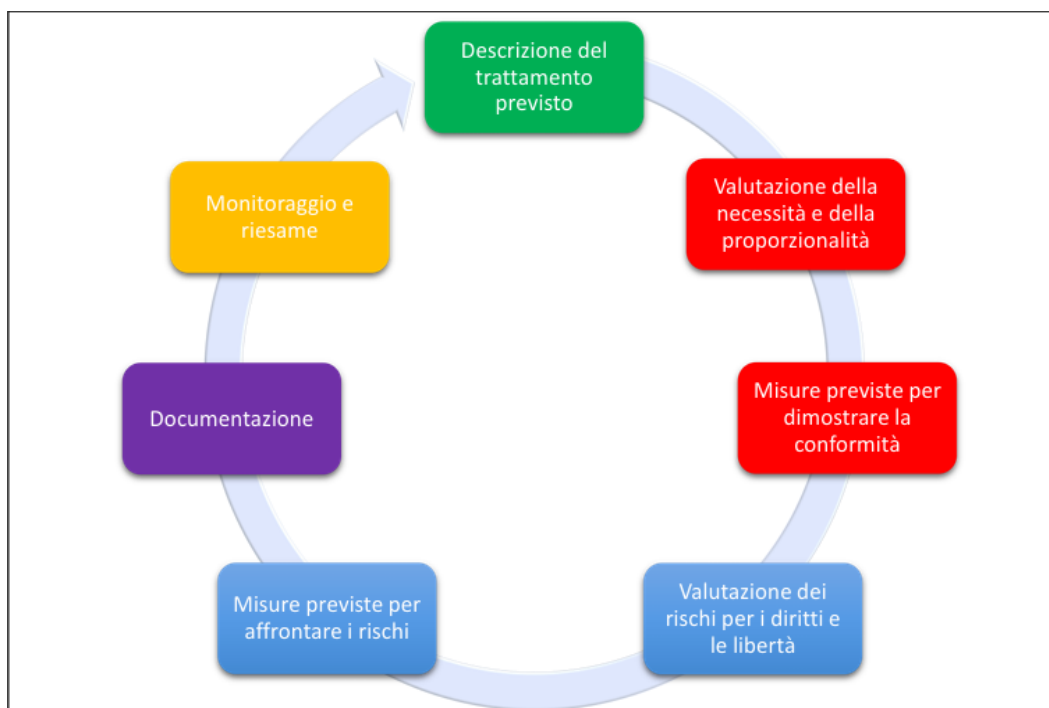 Descrizione del
trattamento
previsto
Valutazione della
necessità e della
proporzionalità
Misure previste per
dimostrare la
conformità
Valutazione dei
rischi per i diritti e
le libertà
Misure previste per
affrontare i rischi
Documentazione
Monitoraggio e
riesame